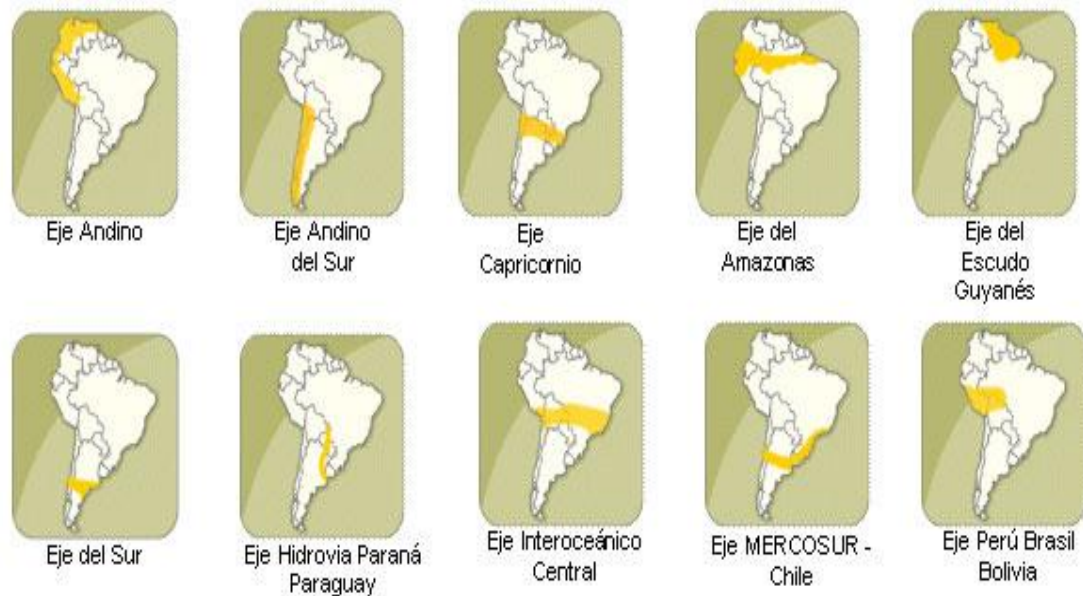 Eje Andino
Eje Andino
del Sur
Eje
Capricornio
Eje del
Amazonas
Eje del
Escudo
Guyanés
Eje del Sur
Eje Hidrovia Paraná
Paraguay
Eje Interoceánico
Central
Eje MERCOSUR -
Chile
Eje Perú Brasil
Bolivia